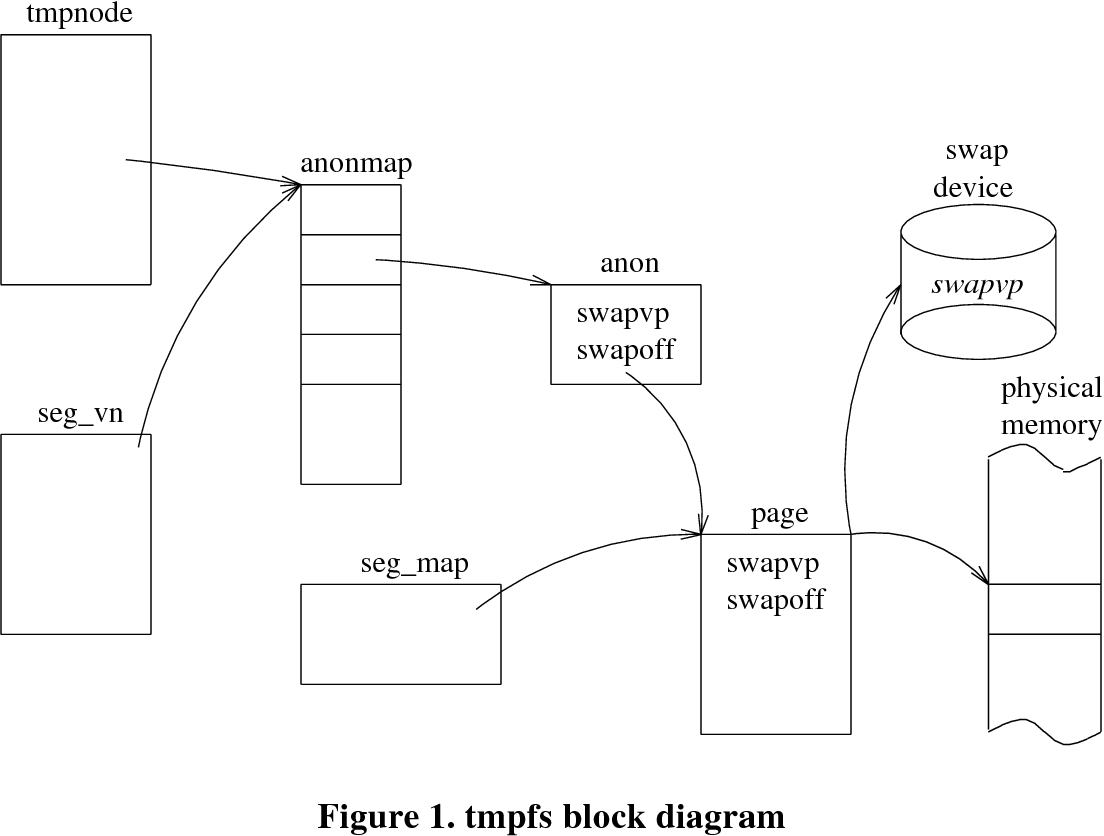 tmpnode
anonmap
swap
device
swapvp
anon
swapvp
swapoff
physical
memory
seg_vn
page
swapvp
swapoff
seg_map
Figure 1. tmpfs block diagram